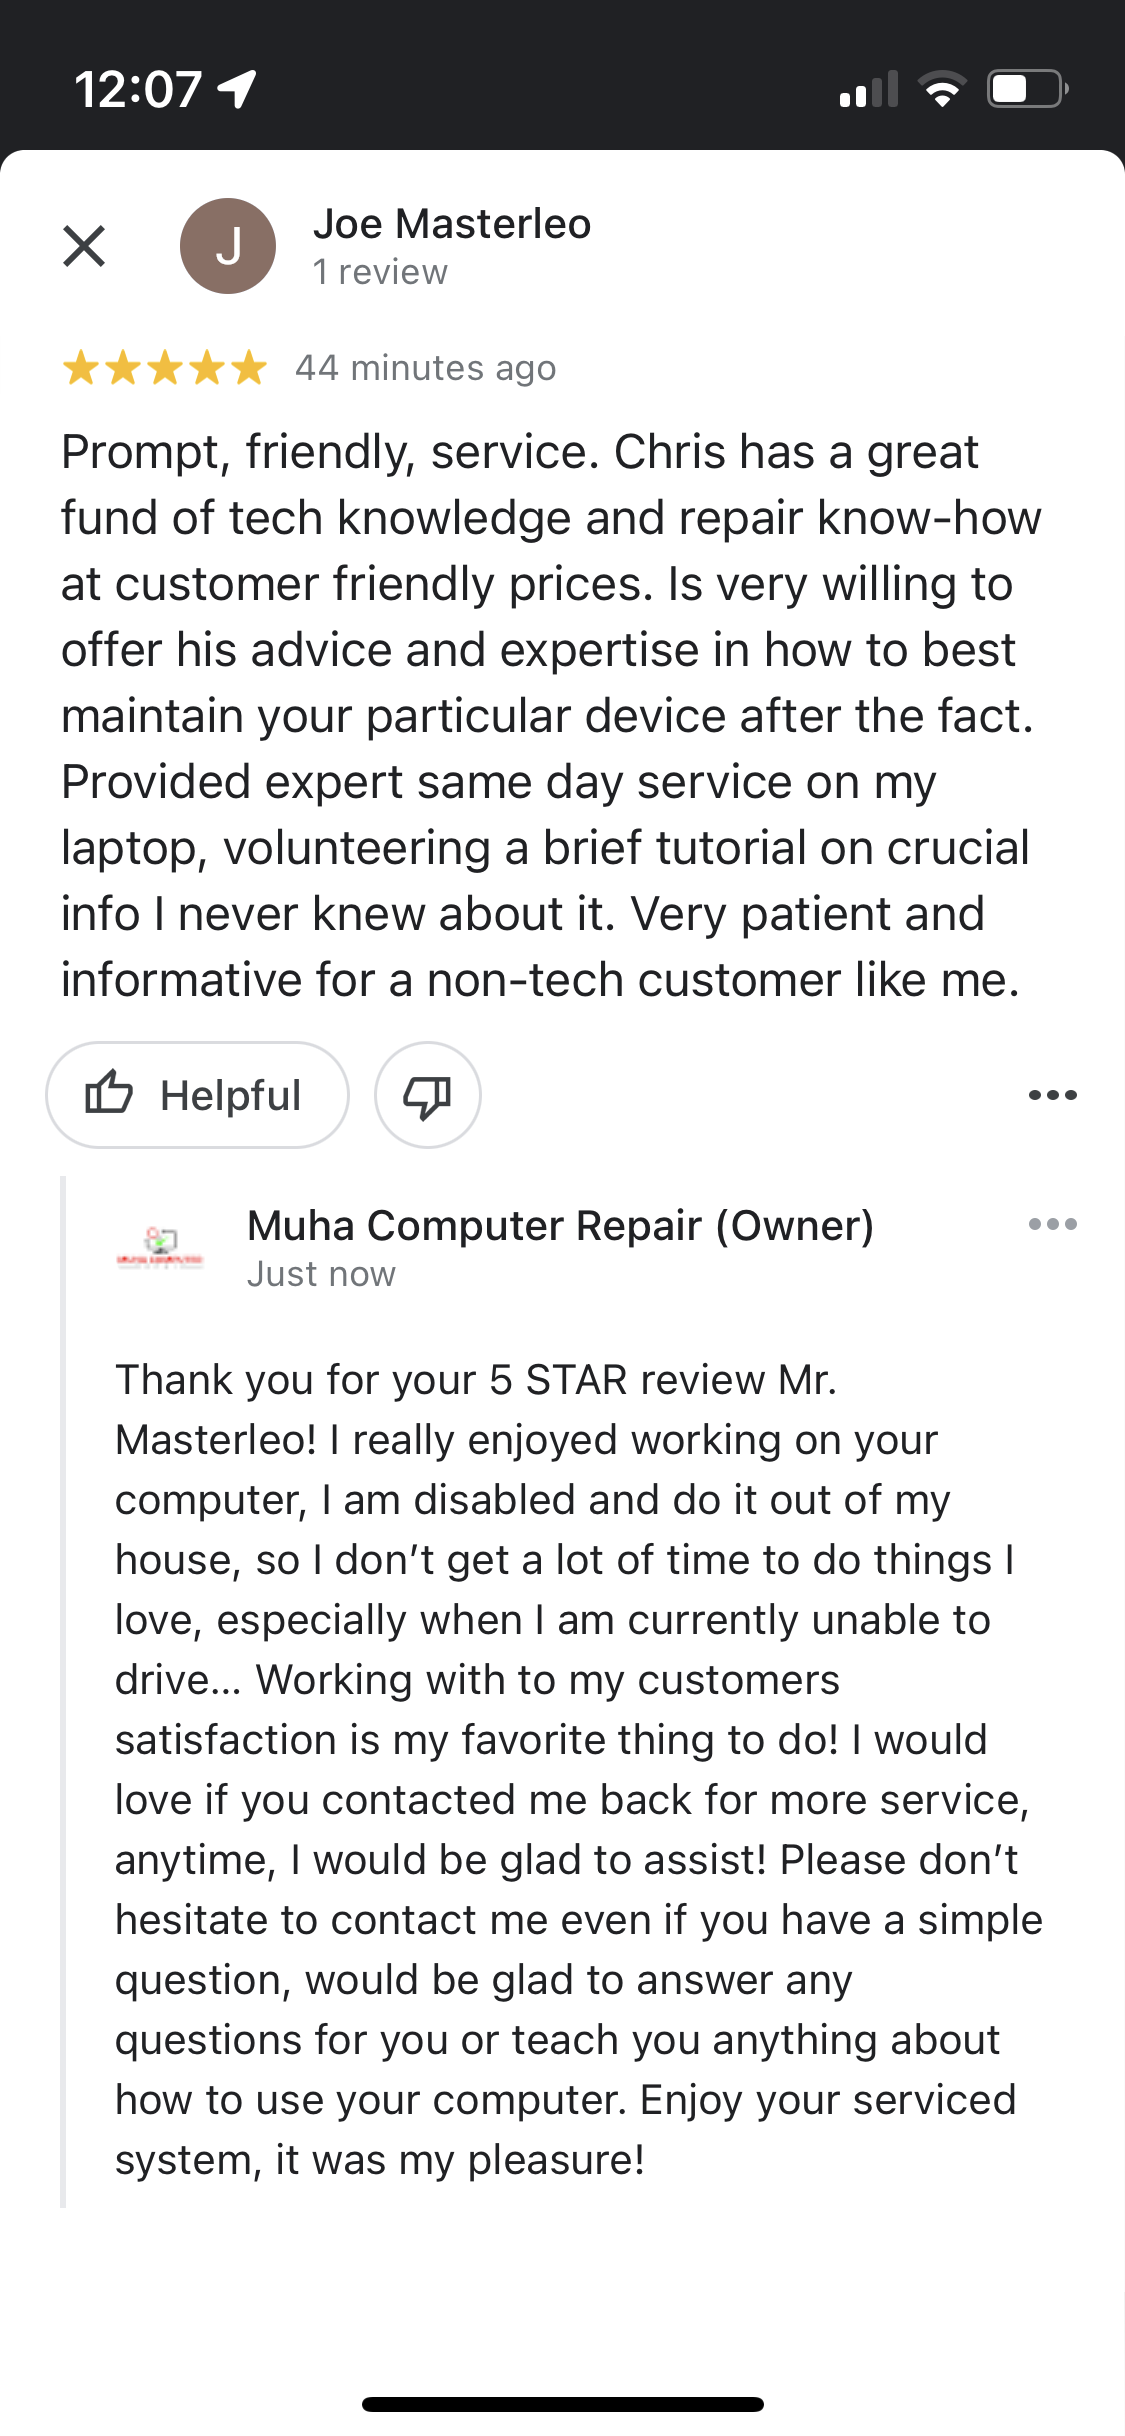 12:07
J
Joe Masterleo
1 review
44 minutes ago
Prompt, friendly, service. Chris has a great
fund of tech knowledge and repair know-how
at customer friendly prices. Is very willing to
offer his advice and expertise in how to best
maintain your particular device after the fact.
Provided expert same day service on my
laptop, volunteering a brief tutorial on crucial
info I never knew about it. Very patient and
informative for a non-tech customer like me.
Helpful
Muha Computer Repair (Owner)
Just now
Thank you for your 5 STAR review Mr.
Masterleo! I really enjoyed working on your
computer, I am disabled and do it out of my
house, so I don’t get a lot of time to do things I
love, especially when I am currently unable to
drive... Working with to my customers
satisfaction is my favorite thing to do! I would
love if you contacted me back for more service,
anytime, I would be glad to assist! Please don’t
hesitate to contact me even if you have a simple
question, would be glad to answer any
questions for you or teach you anything about
how to use your computer. Enjoy your serviced
system, it was my pleasure!